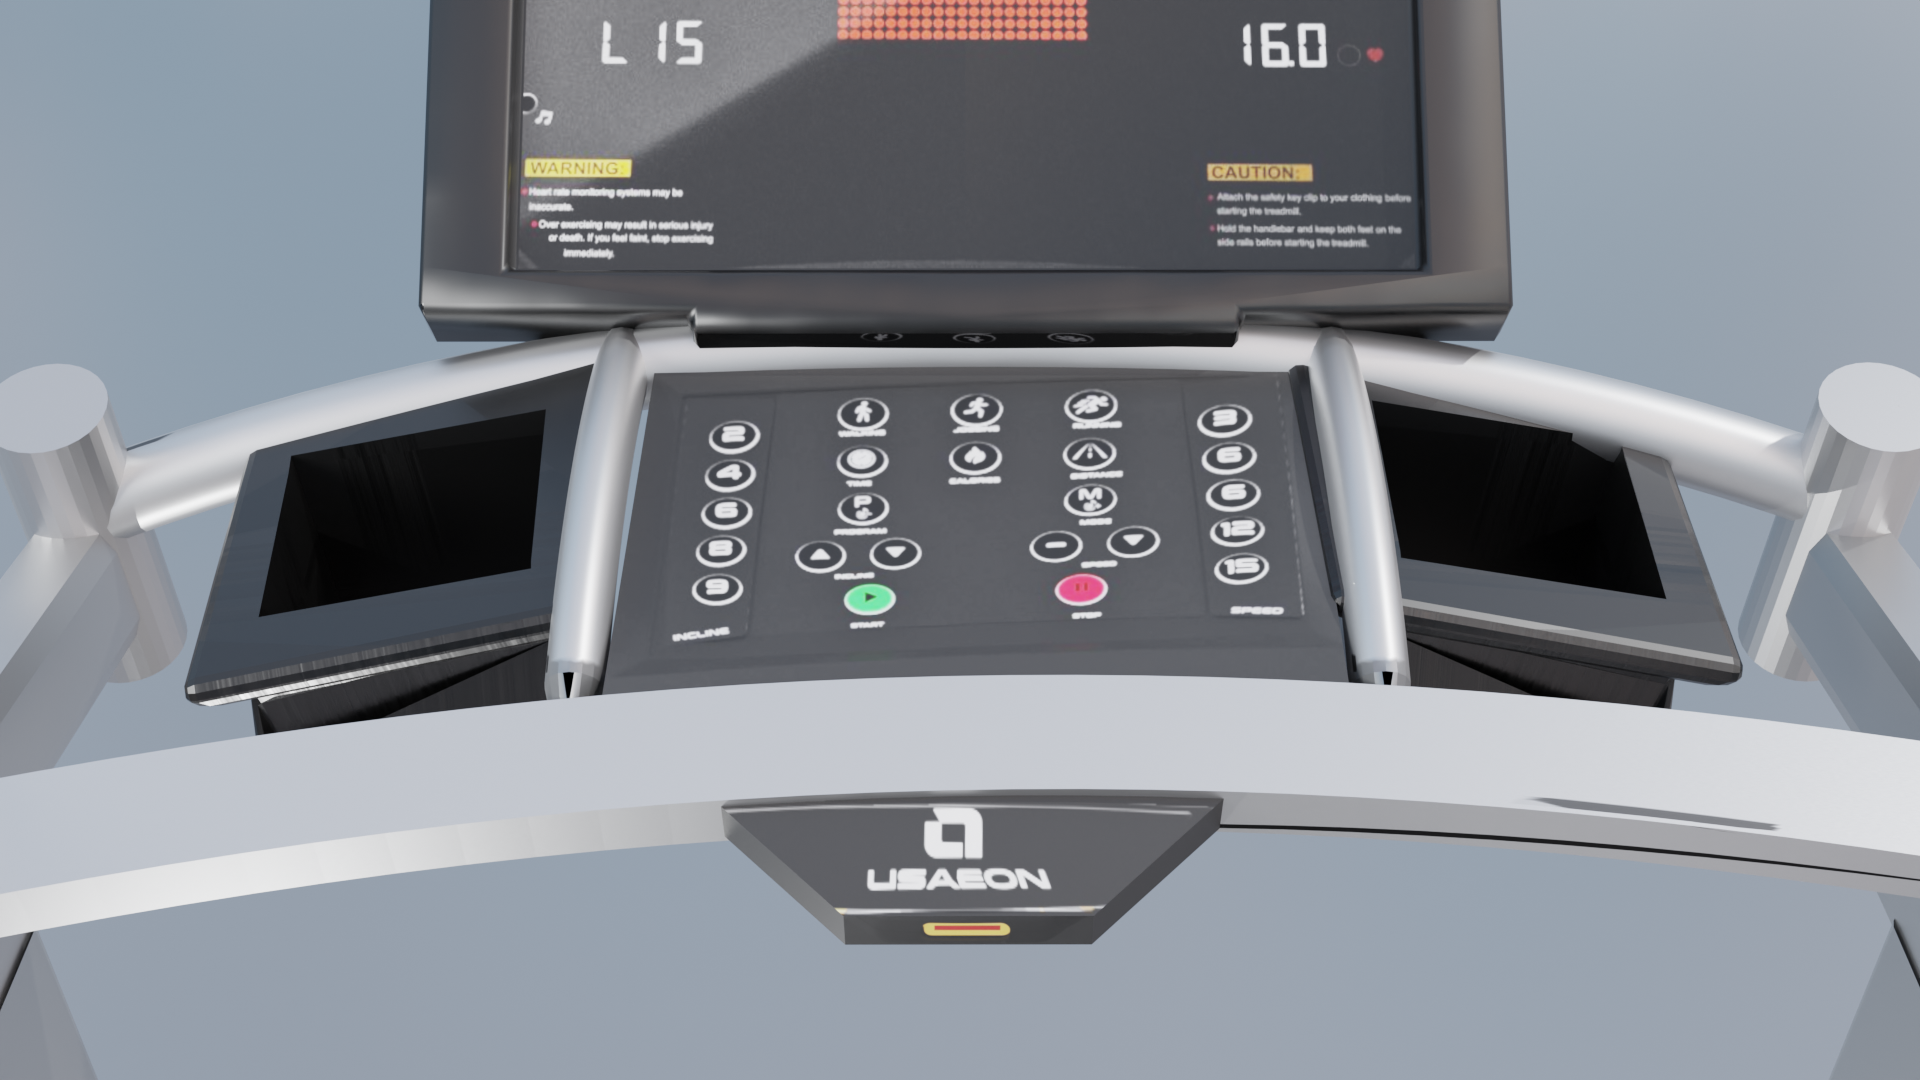 L 15
16.0
WARNING:
Heart rate monitoring systems may be
inaccurate.
Over exercising may result in serious injury
or death. If you feel faint, stop exercising
immediately.
CAUTION:
Attach the safety key clip to your clothing before
starting the treadmill.
Hold the handlebar and keep both feet on the
side rails before starting the treadmill.
2
4
6
8
9
INCLINE
WALKING
JOGGING
RUNNING
TIME
CALORIES
DISTANCE
P
PROGRAM
M
MODE
INCLINE
SPEED
START
STOP
3
6
6
12
15
SPEED
USAEON